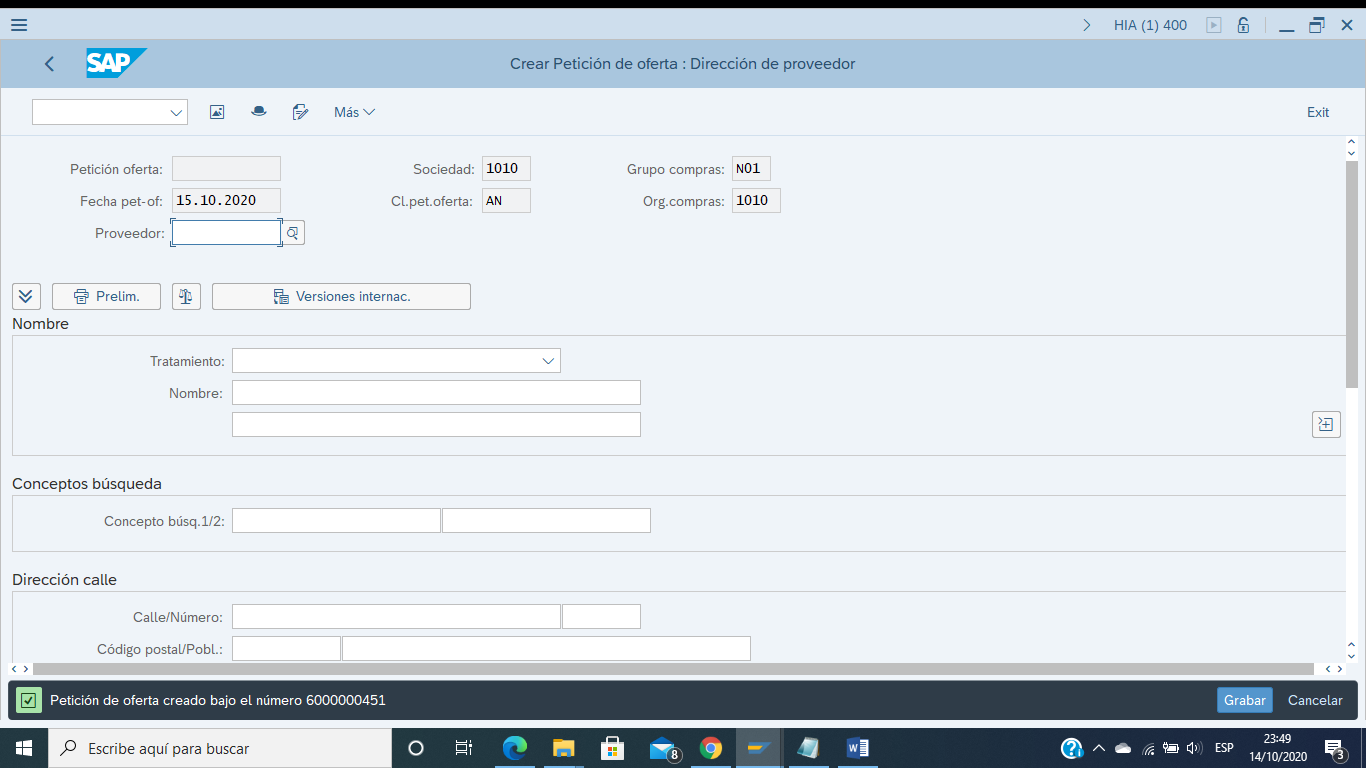 HIA (1) 400
SAP
Crear Petición de oferta : Dirección de proveedor
Más
Exit
Petición oferta:
Sociedad: 1010
Grupo compras: N01
Fecha pet-of: 15.10.2020
Cl.pet.oferta: AN
Org.compras: 1010
Proveedor:
Prelim.
Versiones internac.
Nombre
Tratamiento:
Nombre:
Conceptos búsqueda
Concepto búsq.1/2:
Dirección calle
Calle/Número:
Código postal/Pobl.:
Petición de oferta creado bajo el número 6000000451
Grabar
Cancelar
Escribe aquí para buscar
8
ESP
23:49
14/10/2020
3